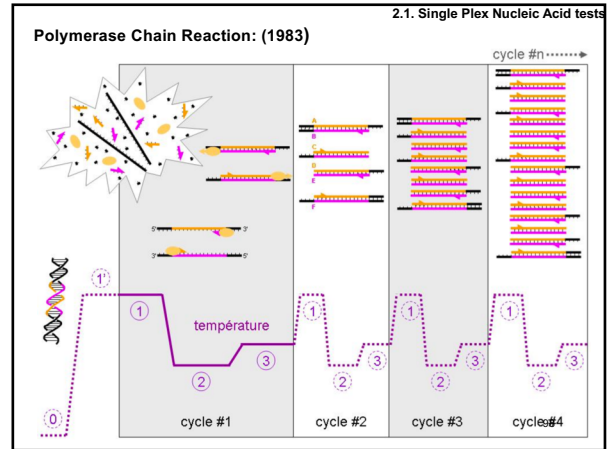 2.1. Single Plex Nucleic Acid tests
Polymerase Chain Reaction: (1983)
cycle #n
A
B
C
D
E
F
5' 3'
3' 5'
1'
1
température
1
1
1
3
3
3
3
2
2
2
2
0
cycle #1
cycle #2
cycle #3
cycle #4